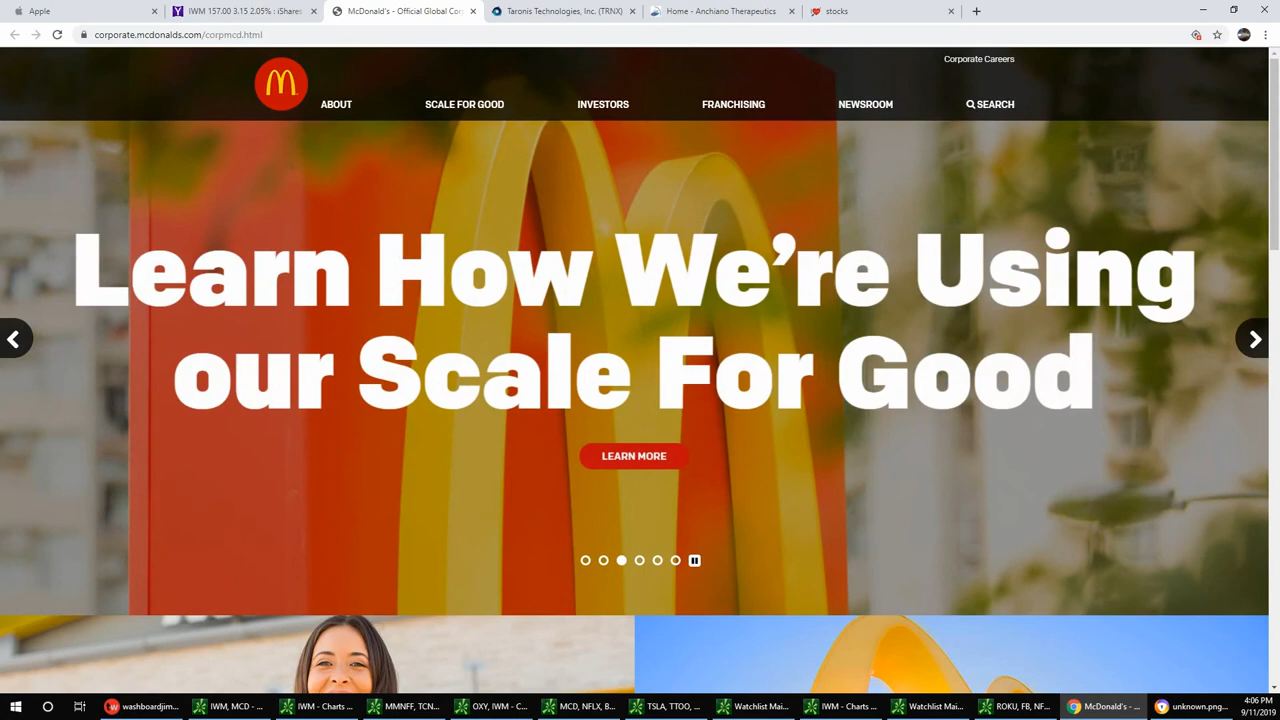 Apple
IWM 157.00 3.15 2.05% : iShares
McDonald's - Official Global Cor
Taronis Technologies, Inc. (TRNX)
Home - Anchiano Therapeutics
stocks
corporate.mcdonalds.com/corpmcd.html
Corporate Careers
ABOUT
SCALE FOR GOOD
INVESTORS
FRANCHISING
NEWSROOM
SEARCH
Learn How We’re Using
our Scale For Good
LEARN MORE
washboardjim...
IWM, MCD - ...
IWM - Charts ...
MMNFF, TCN...
OXY, IWM - C...
MCD, NFLX, B...
TSLA, TTOO, ...
Watchlist Mai...
IWM - Charts ...
Watchlist Mai...
ROKU, FB, NF...
McDonald's - ...
unknown.png...
4:06 PM
9/11/2019